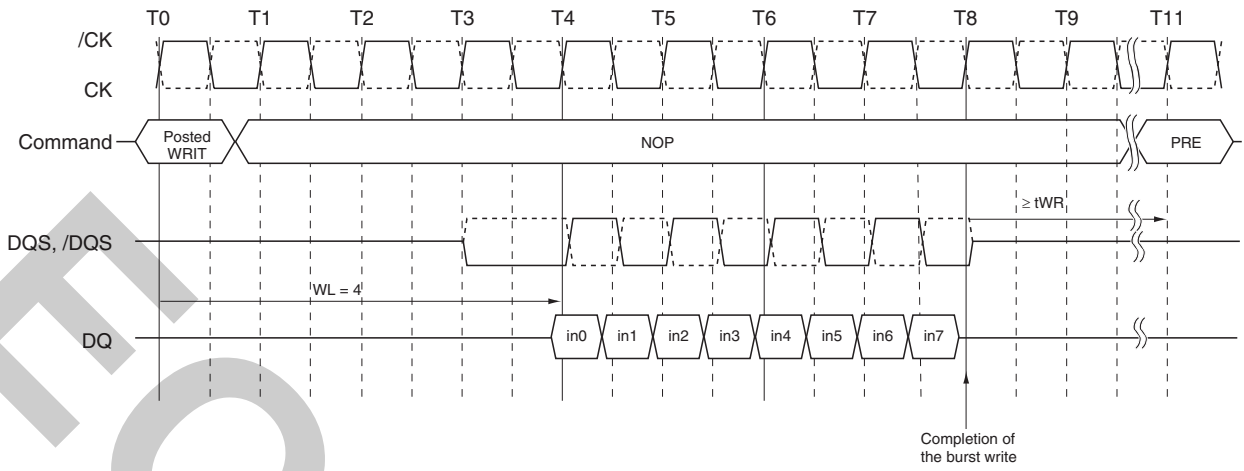 T0 T1 T2 T3 T4 T5 T6 T7 T8 T9 T11
/CK
CK
Command
Posted
WRIT
NOP
PRE
≥ tWR
DQS, /DQS
WL = 4
DQ
in0 in1 in2 in3 in4 in5 in6 in7
Completion of
the burst write